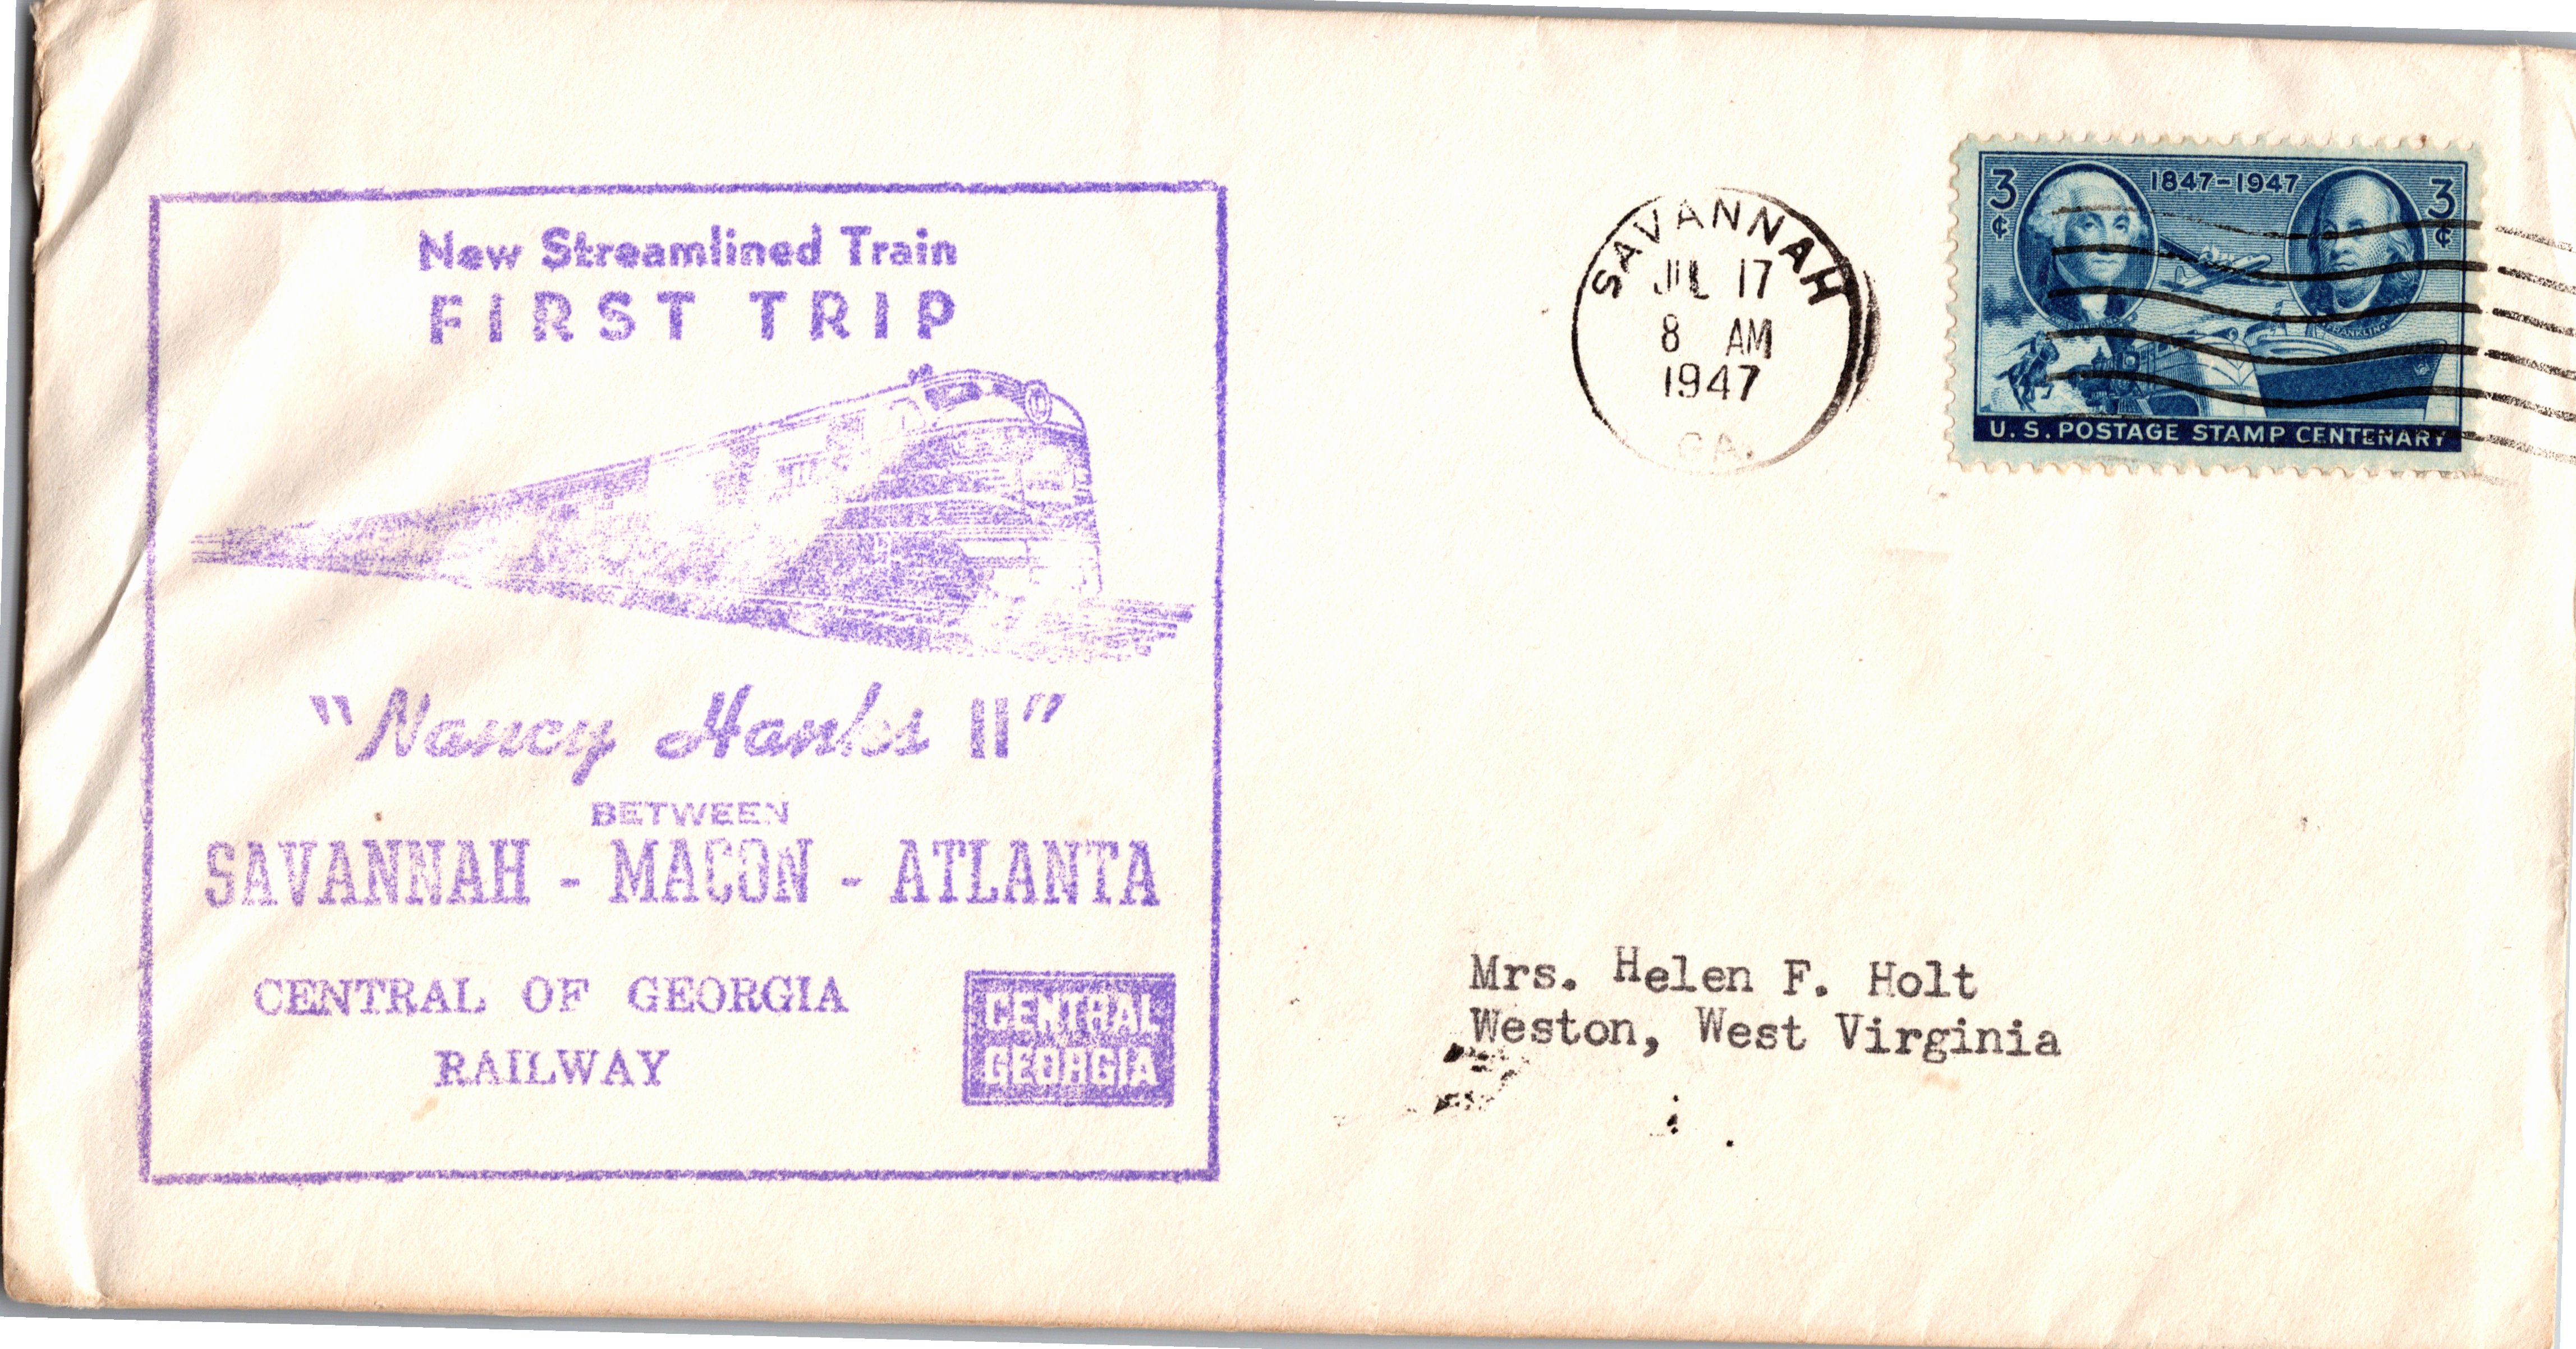 New Streamlined Train
FIRST TRIP
"Nancy Hanks II"
BETWEEN
SAVANNAH - MACON - ATLANTA
CENTRAL OF GEORGIA
RAILWAY
CENTRAL
GEORGIA
SAVANNAH
JUL 17
8 AM
1947
GA.
3¢
1847-1947
3¢
FRANKLIN
U.S. POSTAGE STAMP CENTENARY
Mrs. Helen F. Holt
Weston, West Virginia